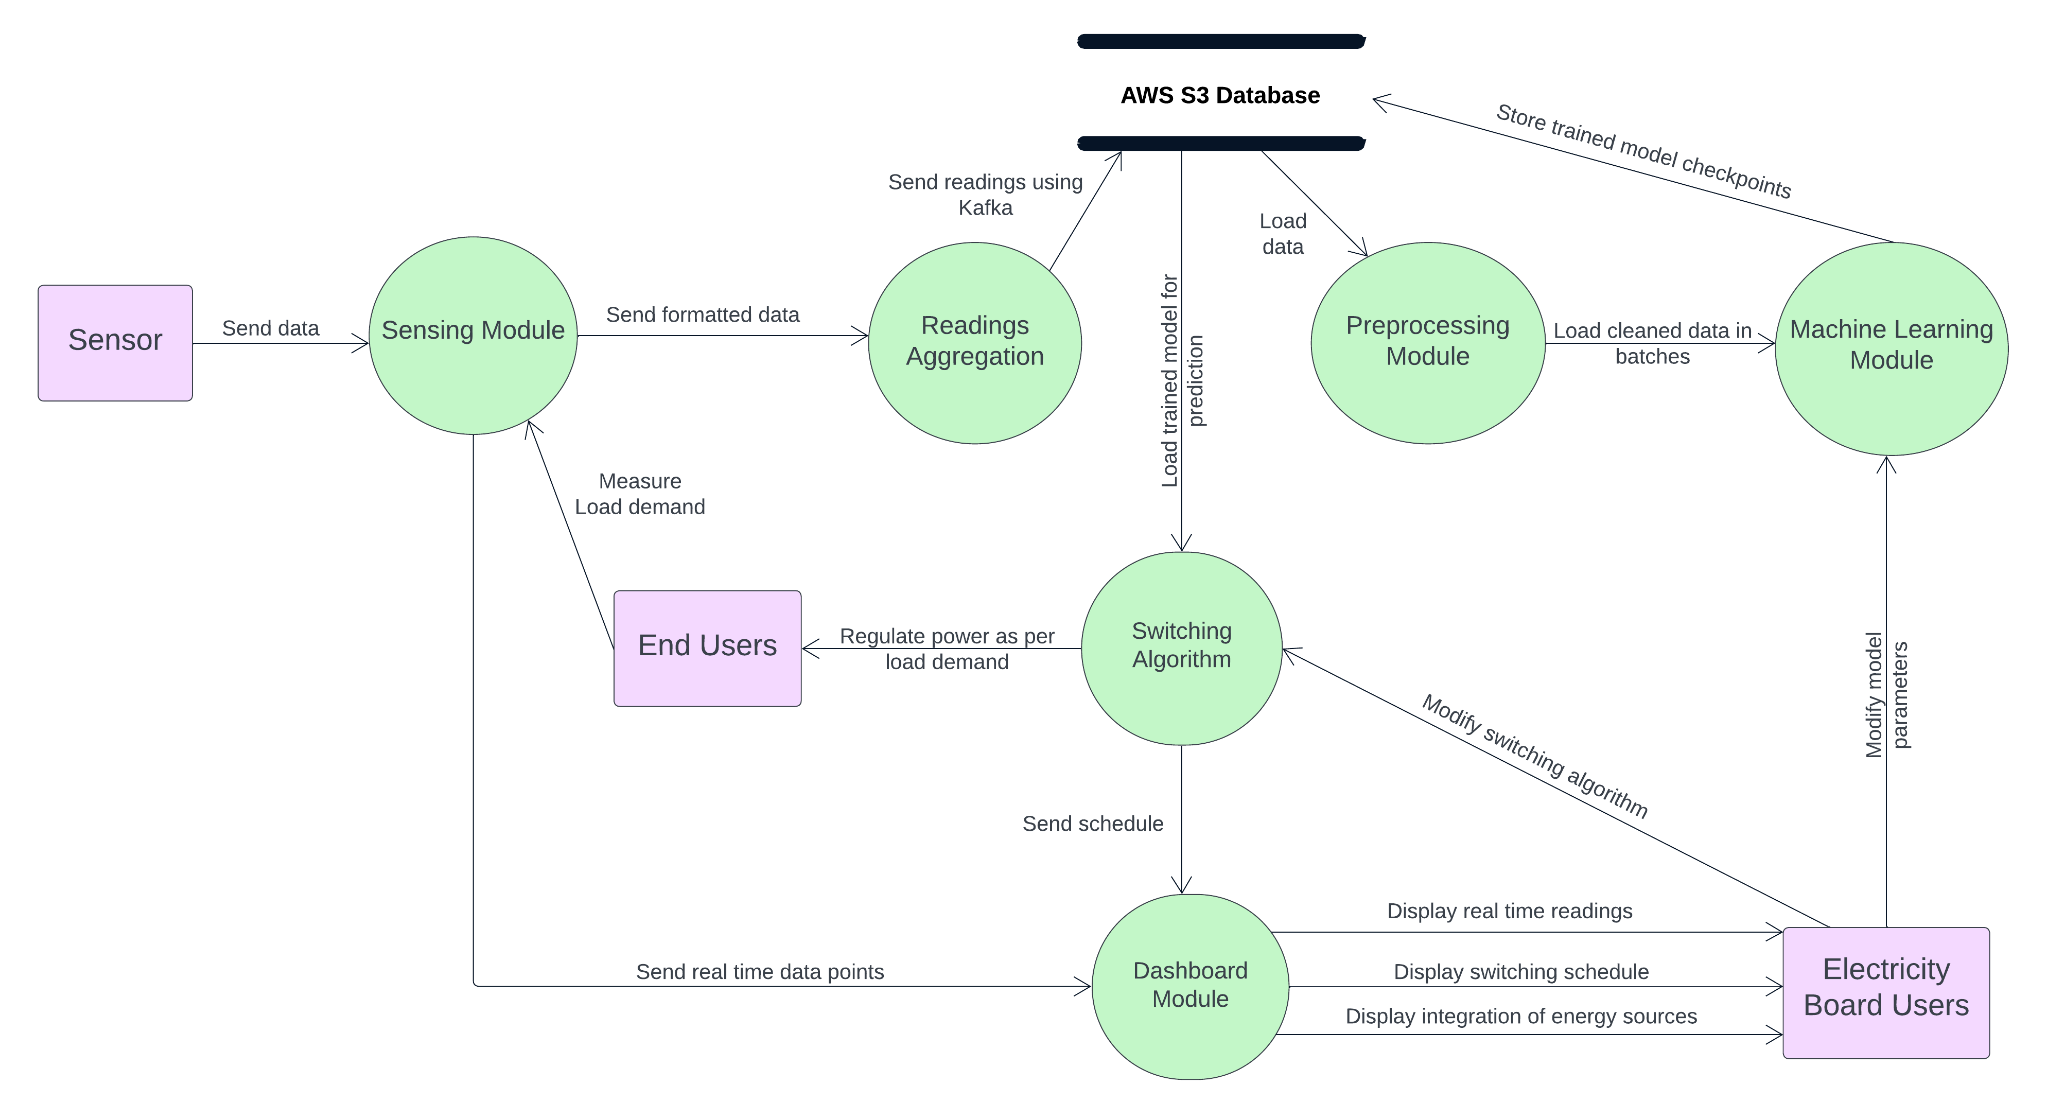 AWS S3 Database
Store trained model checkpoints
Send readings using
Kafka
Load
data
Sensor
Send data
Sensing Module
Send formatted data
Readings
Aggregation
Load trained model for
prediction
Preprocessing
Module
Load cleaned data in
batches
Machine Learning
Module
Measure
Load demand
End Users
Regulate power as per
load demand
Switching
Algorithm
Modify switching algorithm
Modify model
parameters
Send schedule
Send real time data points
Dashboard
Module
Display real time readings
Display switching schedule
Display integration of energy sources
Electricity
Board Users